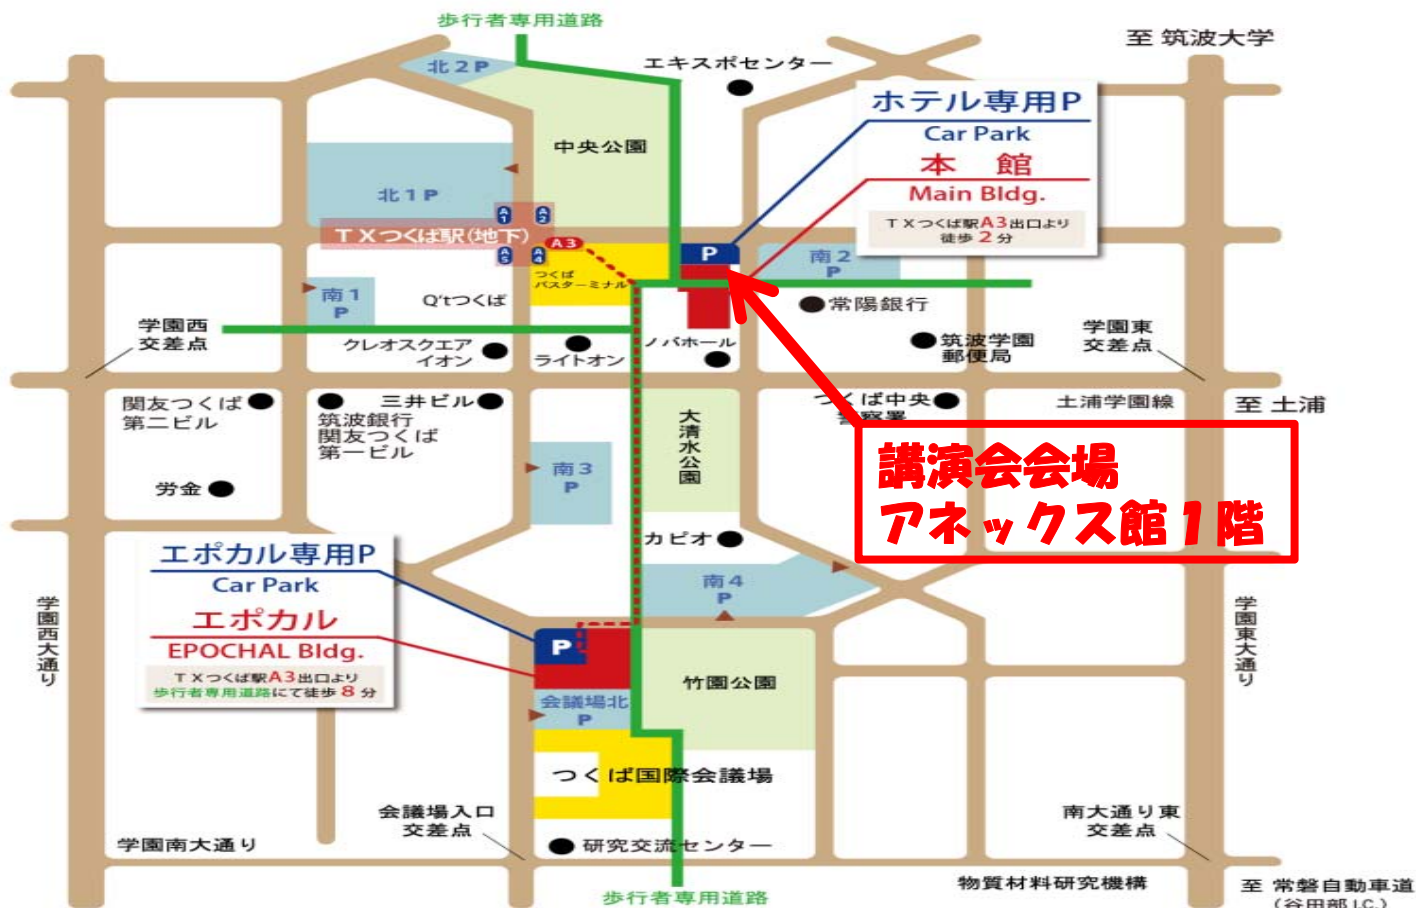 歩行者専用道路
至 筑波大学
北2P
エキスポセンター
ホテル専用P
Car Park
本 館
Main Bldg.
TXつくば駅A3出口より
徒歩 2 分
中央公園
北1P
A1
A2
TXつくば駅(地下)
A3
A5
A4
P
つくば
バスターミナル
南2
P
南1
P
Q'tつくば
常陽銀行
学園西
交差点
クレオスクエア
イオン
ライトオン
ノバホール
筑波学園
郵便局
学園東
交差点
関友つくば
第二ビル
三井ビル
筑波銀行
関友つくば
第一ビル
大清水公園
つくば中央
土浦学園線
至 土浦
講演会会場
アネックス館1階
労金
南3
P
カピオ
エポカル専用P
Car Park
エポカル
EPOCHAL Bldg.
TXつくば駅A3出口より
歩行者専用道路にて徒歩 8 分
南4
P
学園西大通り
学園東大通り
P
竹園公園
会議場北
P
つくば国際会議場
会議場入口
交差点
南大通り東
交差点
学園南大通り
研究交流センター
物質材料研究機構
歩行者専用道路
至 常磐自動車道
(谷田部I.C.)